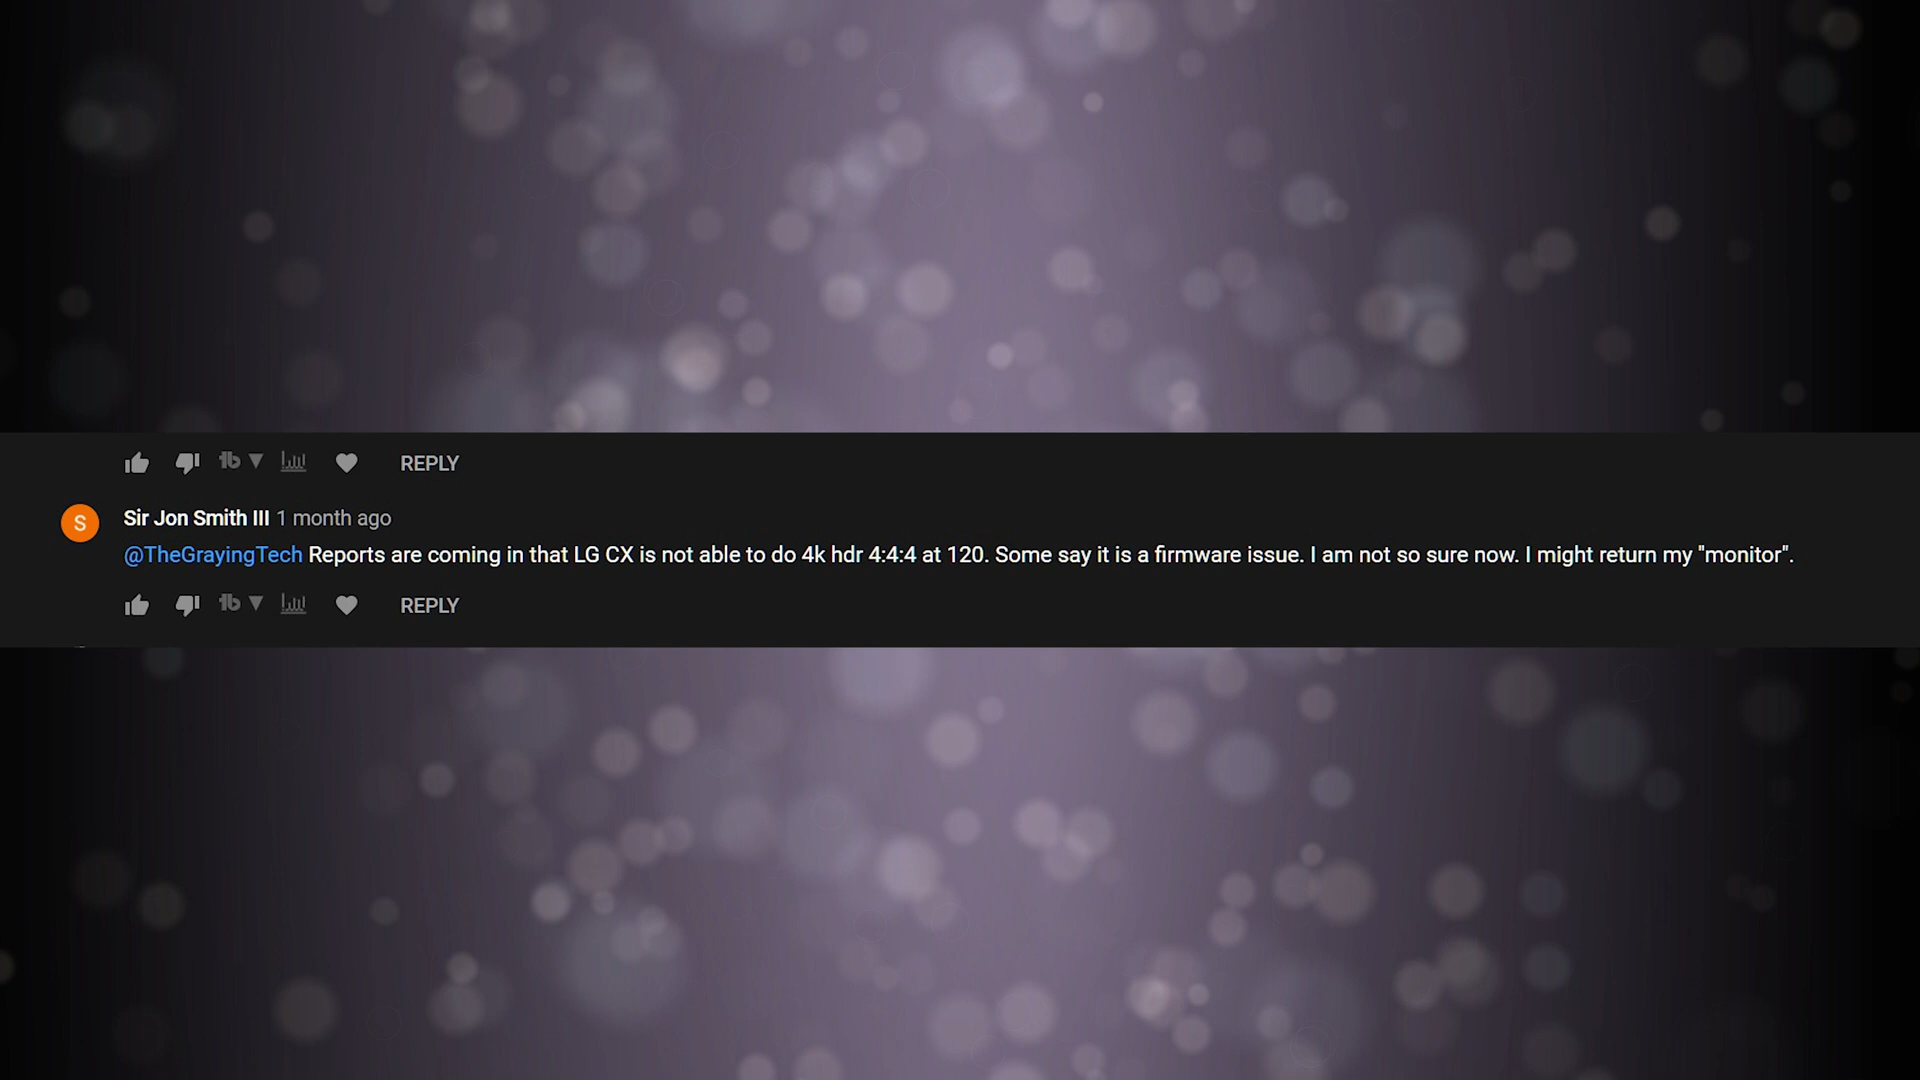 REPLY
S
Sir Jon Smith III 1 month ago
@TheGrayingTech Reports are coming in that LG CX is not able to do 4k hdr 4:4:4 at 120. Some say it is a firmware issue. I am not so sure now. I might return my "monitor".
REPLY